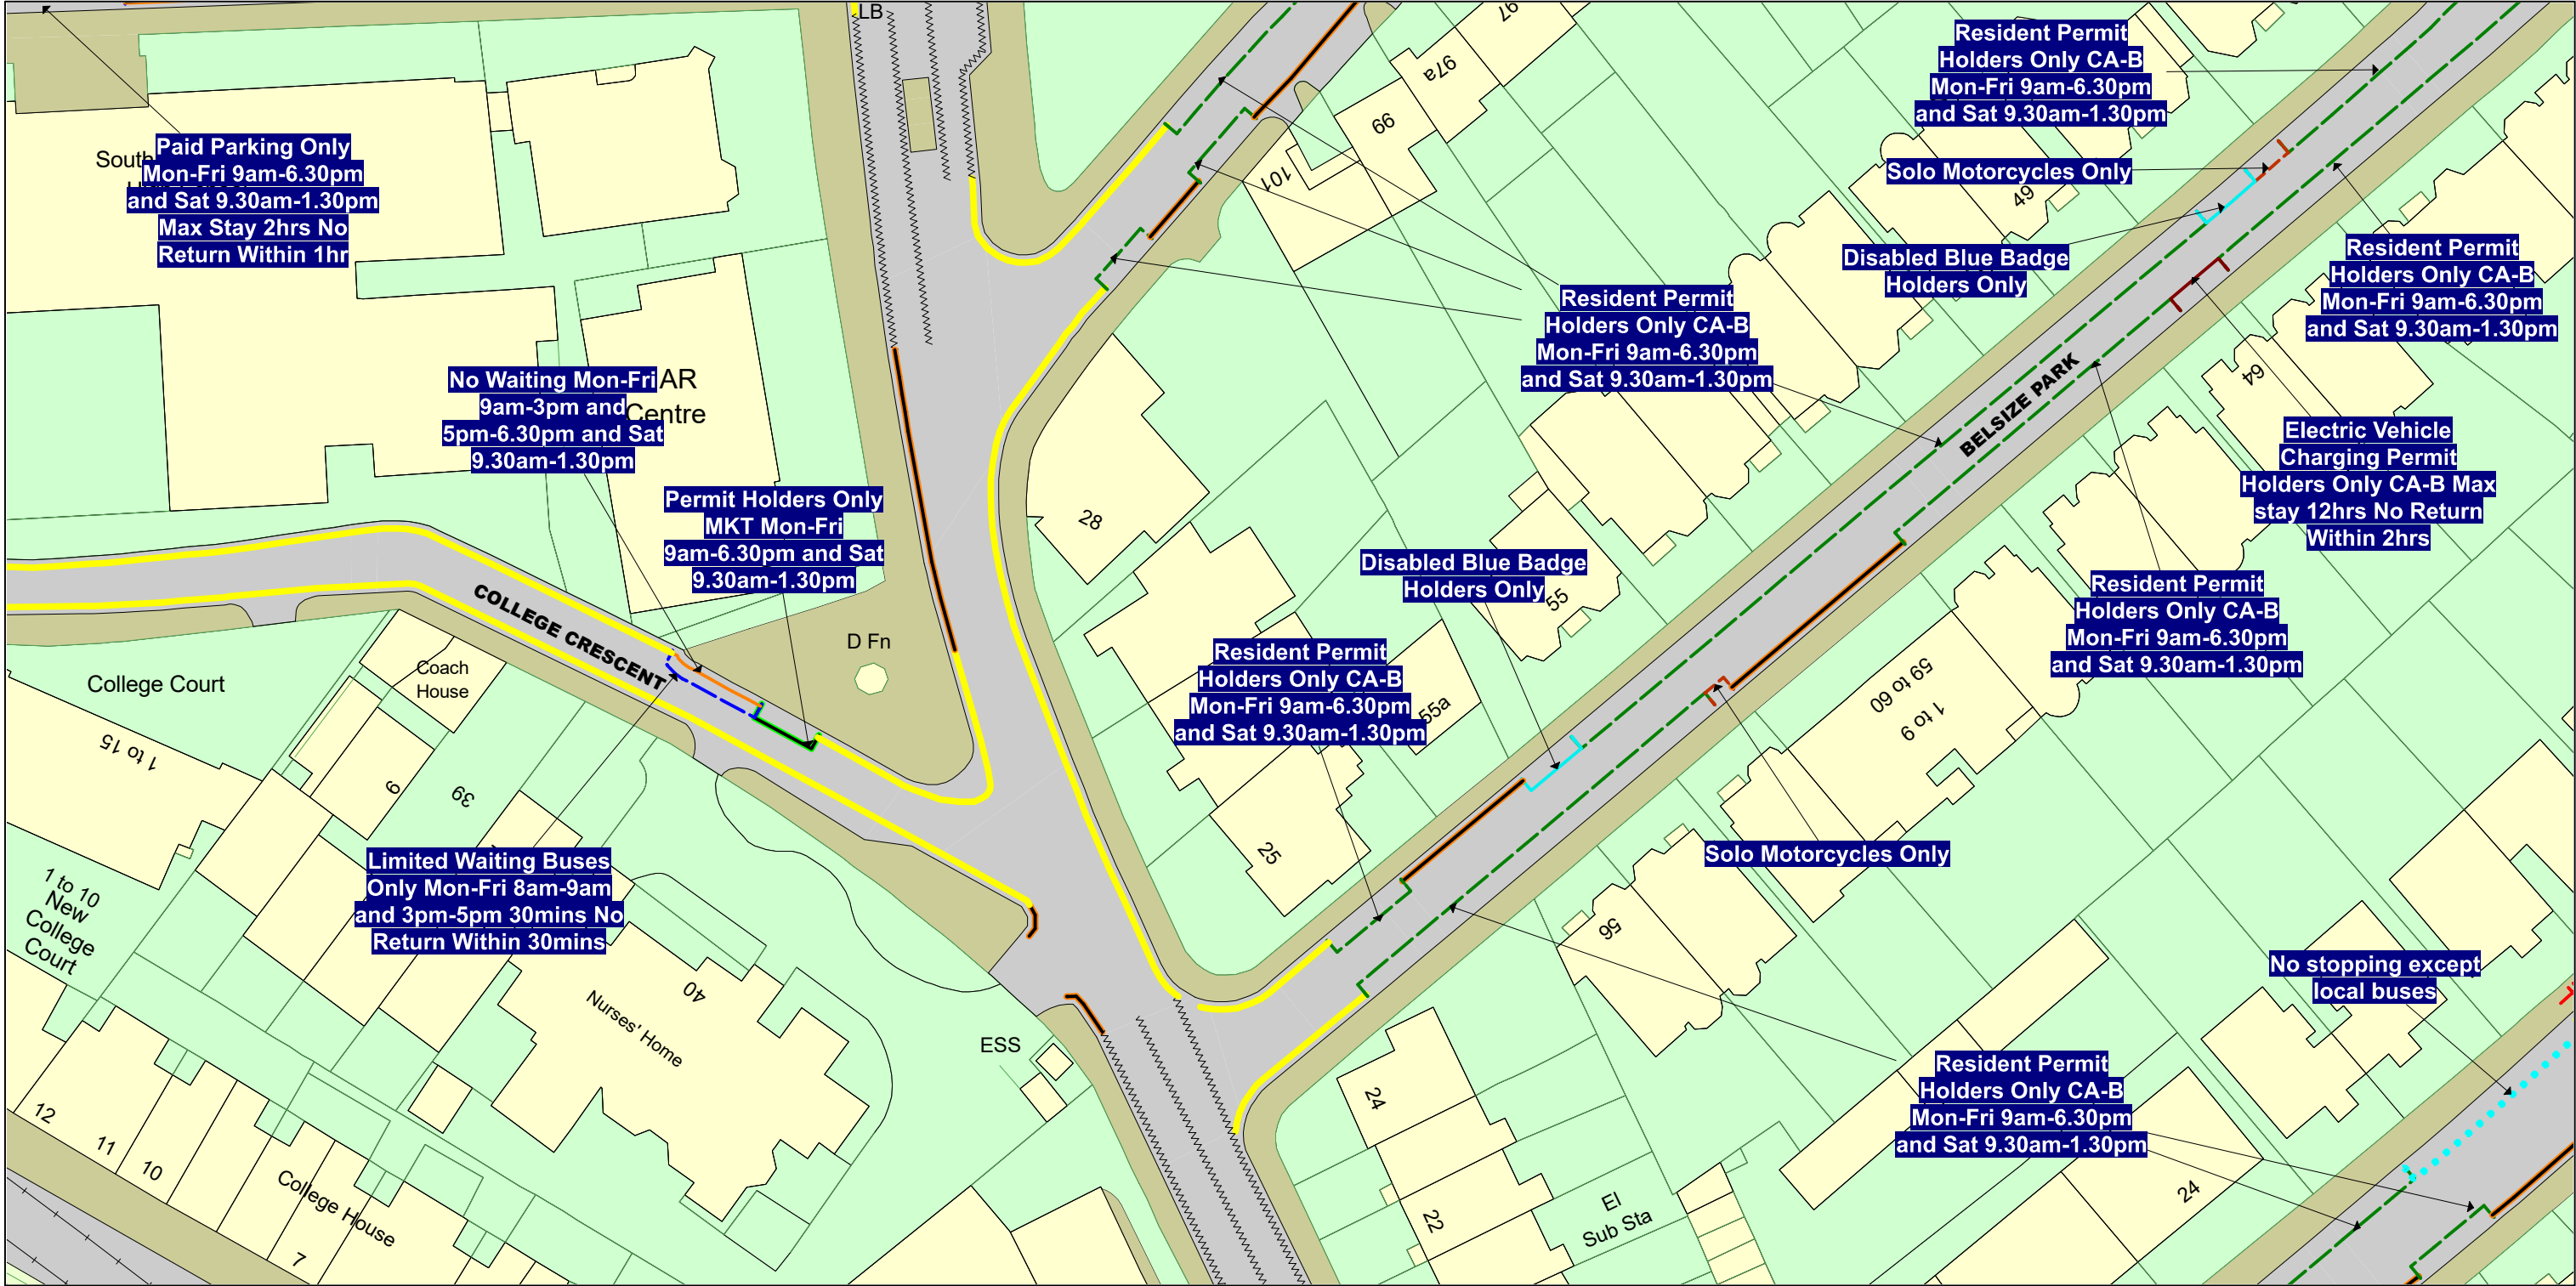 LB
97
Resident Permit
Holders Only CA-B
Mon-Fri 9am-6.30pm
and Sat 9.30am-1.30pm
97a
99
101
South
Paid Parking Only
Mon-Fri 9am-6.30pm
and Sat 9.30am-1.30pm
Max Stay 2hrs No
Return Within 1hr
Solo Motorcycles Only
49
Disabled Blue Badge
Holders Only
Resident Permit
Holders Only CA-B
Mon-Fri 9am-6.30pm
and Sat 9.30am-1.30pm
Resident Permit
Holders Only CA-B
Mon-Fri 9am-6.30pm
and Sat 9.30am-1.30pm
BELSIZE PARK
64
No Waiting Mon-Fri
9am-3pm and
5pm-6.30pm and Sat
9.30am-1.30pm
AR
Centre
Electric Vehicle
Charging Permit
Holders Only CA-B Max
stay 12hrs No Return
Within 2hrs
Permit Holders Only
MKT Mon-Fri
9am-6.30pm and Sat
9.30am-1.30pm
28
Disabled Blue Badge
Holders Only
55
Resident Permit
Holders Only CA-B
Mon-Fri 9am-6.30pm
and Sat 9.30am-1.30pm
COLLEGE CRESCENT
D Fn
Resident Permit
Holders Only CA-B
Mon-Fri 9am-6.30pm
and Sat 9.30am-1.30pm
55a
59 to 60
1 to 9
College Court
Coach
House
1 to 15
9
39
25
Solo Motorcycles Only
Limited Waiting Buses
Only Mon-Fri 8am-9am
and 3pm-5pm 30mins No
Return Within 30mins
1 to 10
New
College
Court
56
40
Nurses' Home
ESS
No stopping except
local buses
Resident Permit
Holders Only CA-B
Mon-Fri 9am-6.30pm
and Sat 9.30am-1.30pm
24
22
El
Sub Sta
24
12
11
10
College House
7